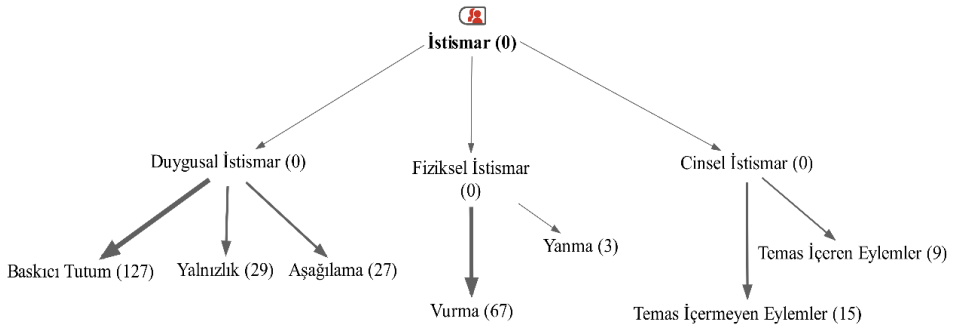 İstismar (0)
Duygusal İstismar (0)
Fiziksel İstismar
(0)
Cinsel İstismar (0)
Baskıcı Tutum (127)
Yalnızlık (29)
Aşağılama (27)
Vurma (67)
Yanma (3)
Temas İçermeyen Eylemler (15)
Temas İçeren Eylemler (9)